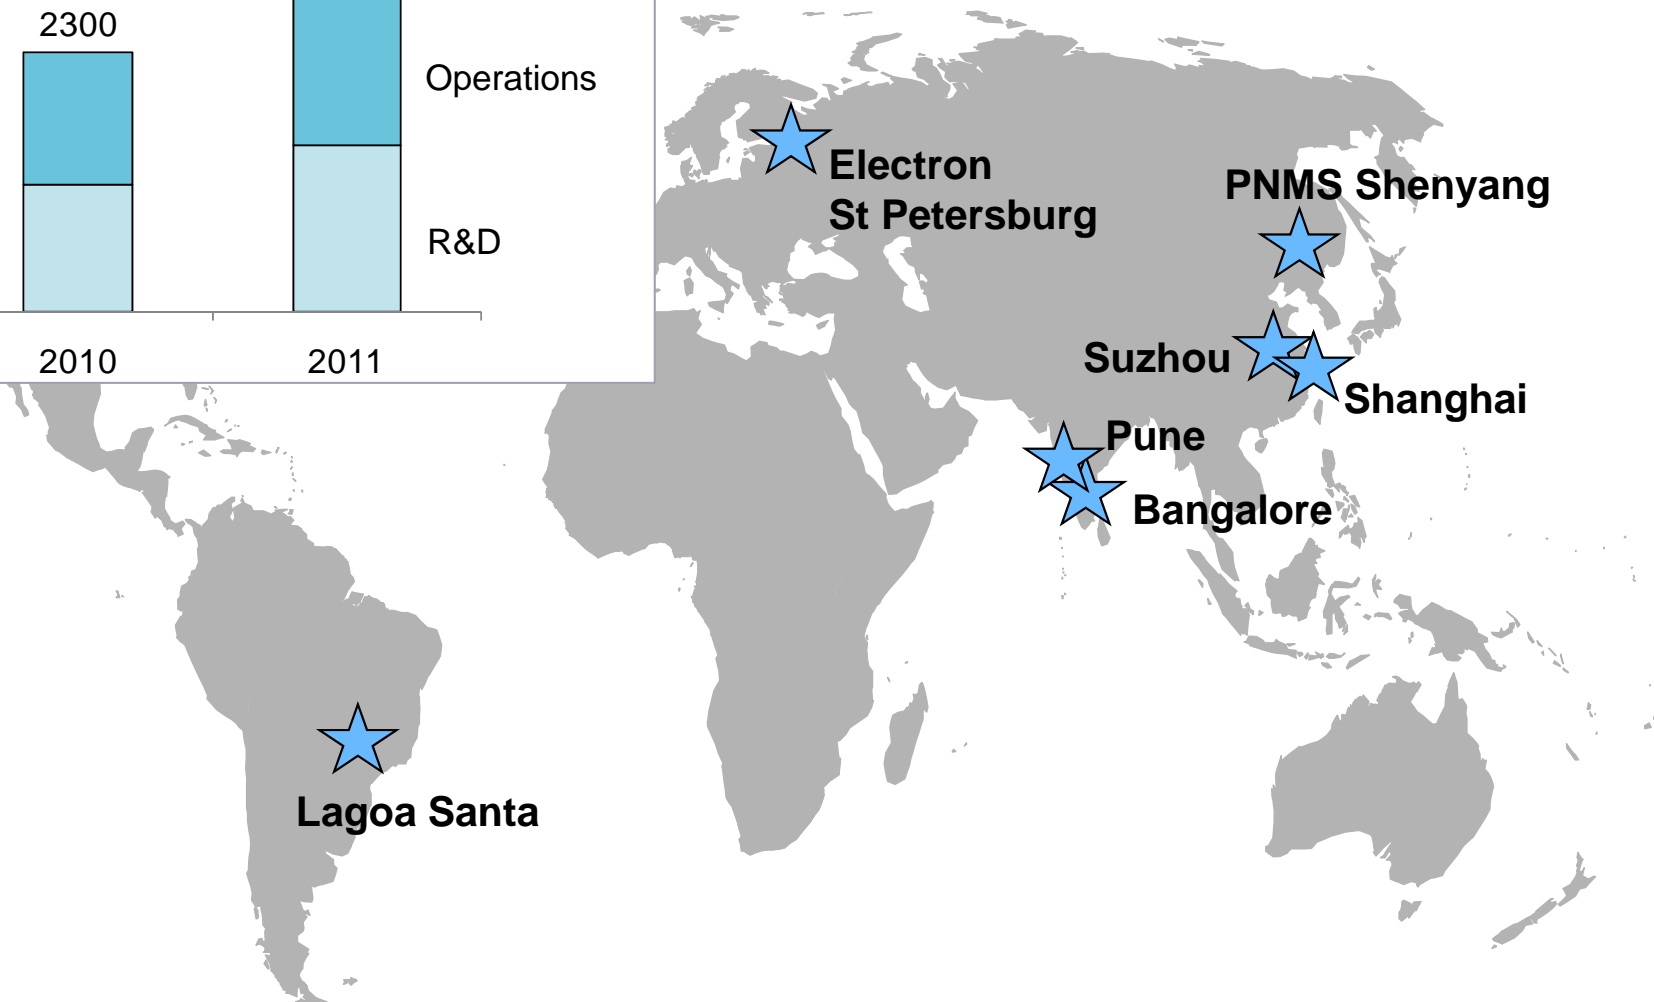 2300
Operations
R&D
2010
2011
Electron
St Petersburg
PNMS Shenyang
Suzhou
Shanghai
Pune
Bangalore
Lagoa Santa